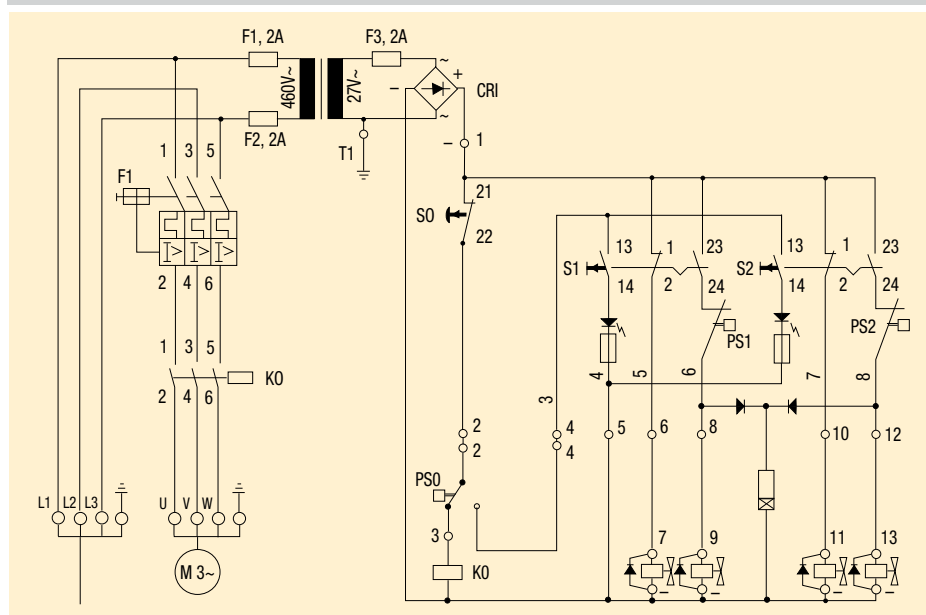 F1, 2A
F3, 2A
460V~
27V~
~
+
–
CRI
~
F2, 2A
T1
– 1
1 3 5
F1
I> I> I>
2 4 6
S0
21
22
13
S1
14
1
2
23
24
PS1
13
S2
14
1
2
23
24
PS2
1 3 5
K0
2 4 6
3
4
5
6
7
8
2
2
4
4
5
6
8
10
12
PS0
3
K0
L1 L2 L3
U V W
M 3~
7
9
11
13
–
–
–
–